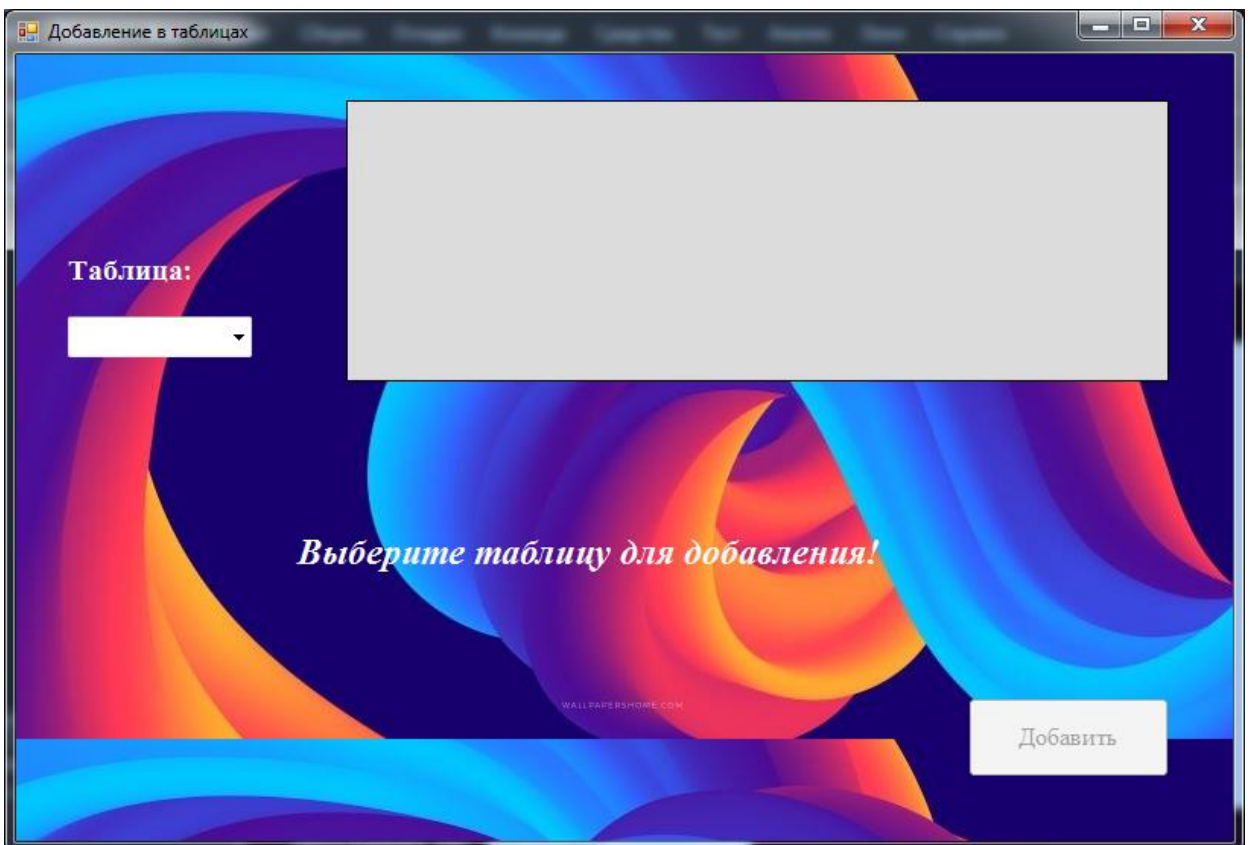 Добавление в таблицах
Таблица:
Выберите таблицу для добавления!
WALLPAPERSHOME.COM
Добавить